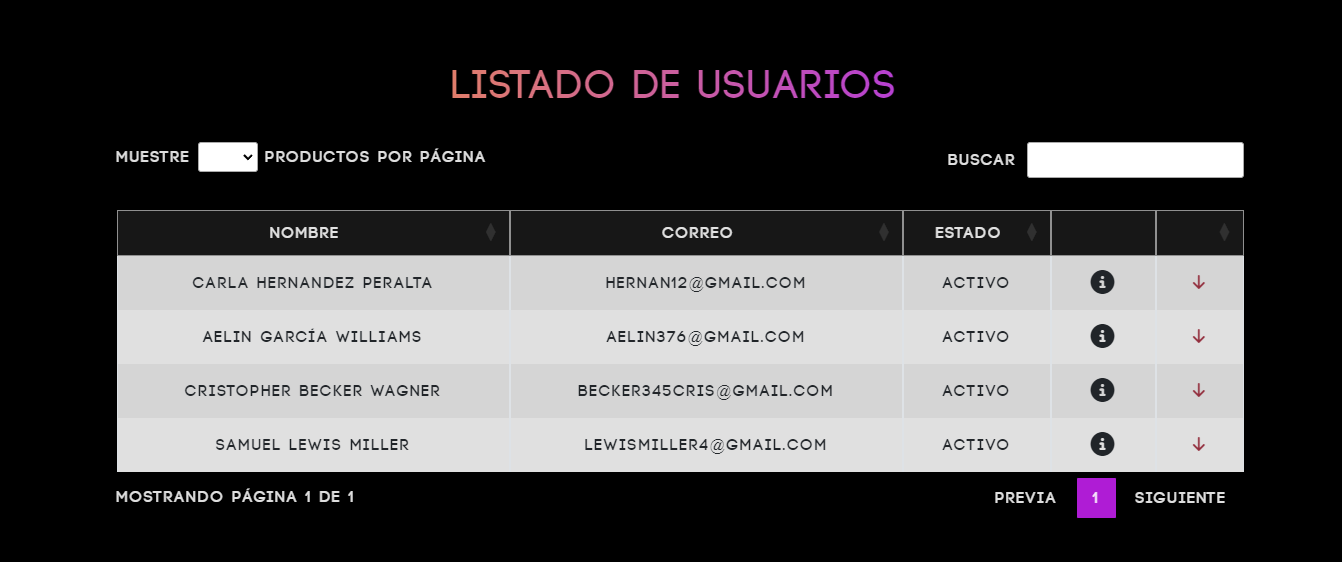 LISTADO DE USUARIOS
MUESTRE PRODUCTOS POR PÁGINA BUSCAR
NOMBRE CORREO ESTADO
CARLA HERNANDEZ PERALTA HERNAN12@GMAIL.COM ACTIVO
AELIN GARCÍA WILLIAMS AELIN376@GMAIL.COM ACTIVO
CRISTOPHER BECKER WAGNER BECKER345CRIS@GMAIL.COM ACTIVO
SAMUEL LEWIS MILLER LEWISMILLER4@GMAIL.COM ACTIVO
MOSTRANDO PÁGINA 1 DE 1 PREVIA 1 SIGUIENTE